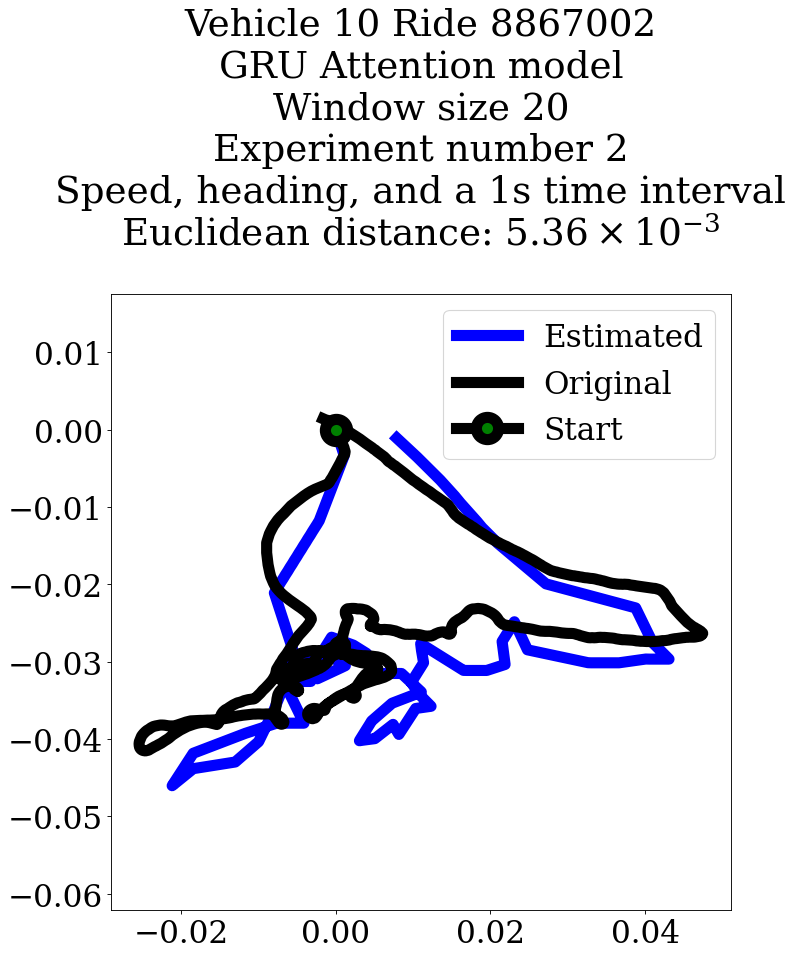 Vehicle 10 Ride 8867002
GRU Attention model
Window size 20
Experiment number 2
Speed, heading, and a 1s time interval
Euclidean distance: 5.36 × 10⁻³
Estimated
Original
Start
0.01
0.00
−0.01
−0.02
−0.03
−0.04
−0.05
−0.06
−0.02 0.00 0.02 0.04